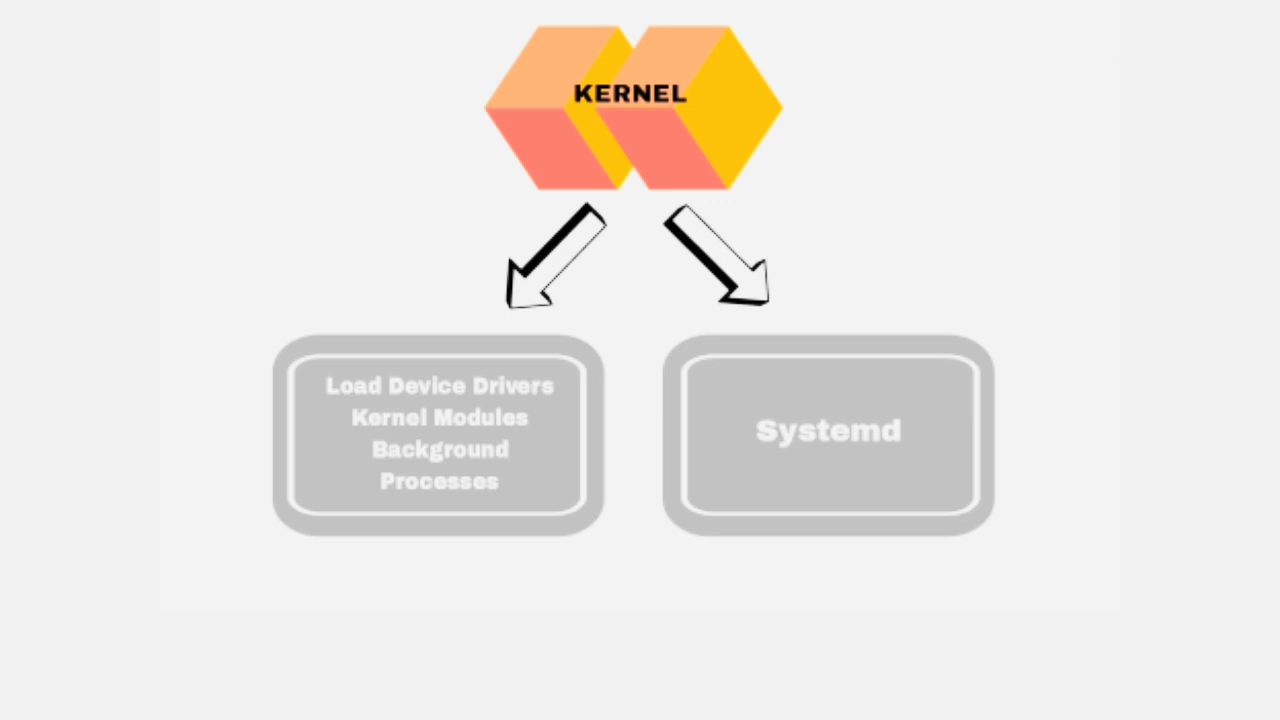 KERNEL
Load Device Drivers
Kernel Modules
Background
Processes
Systemd